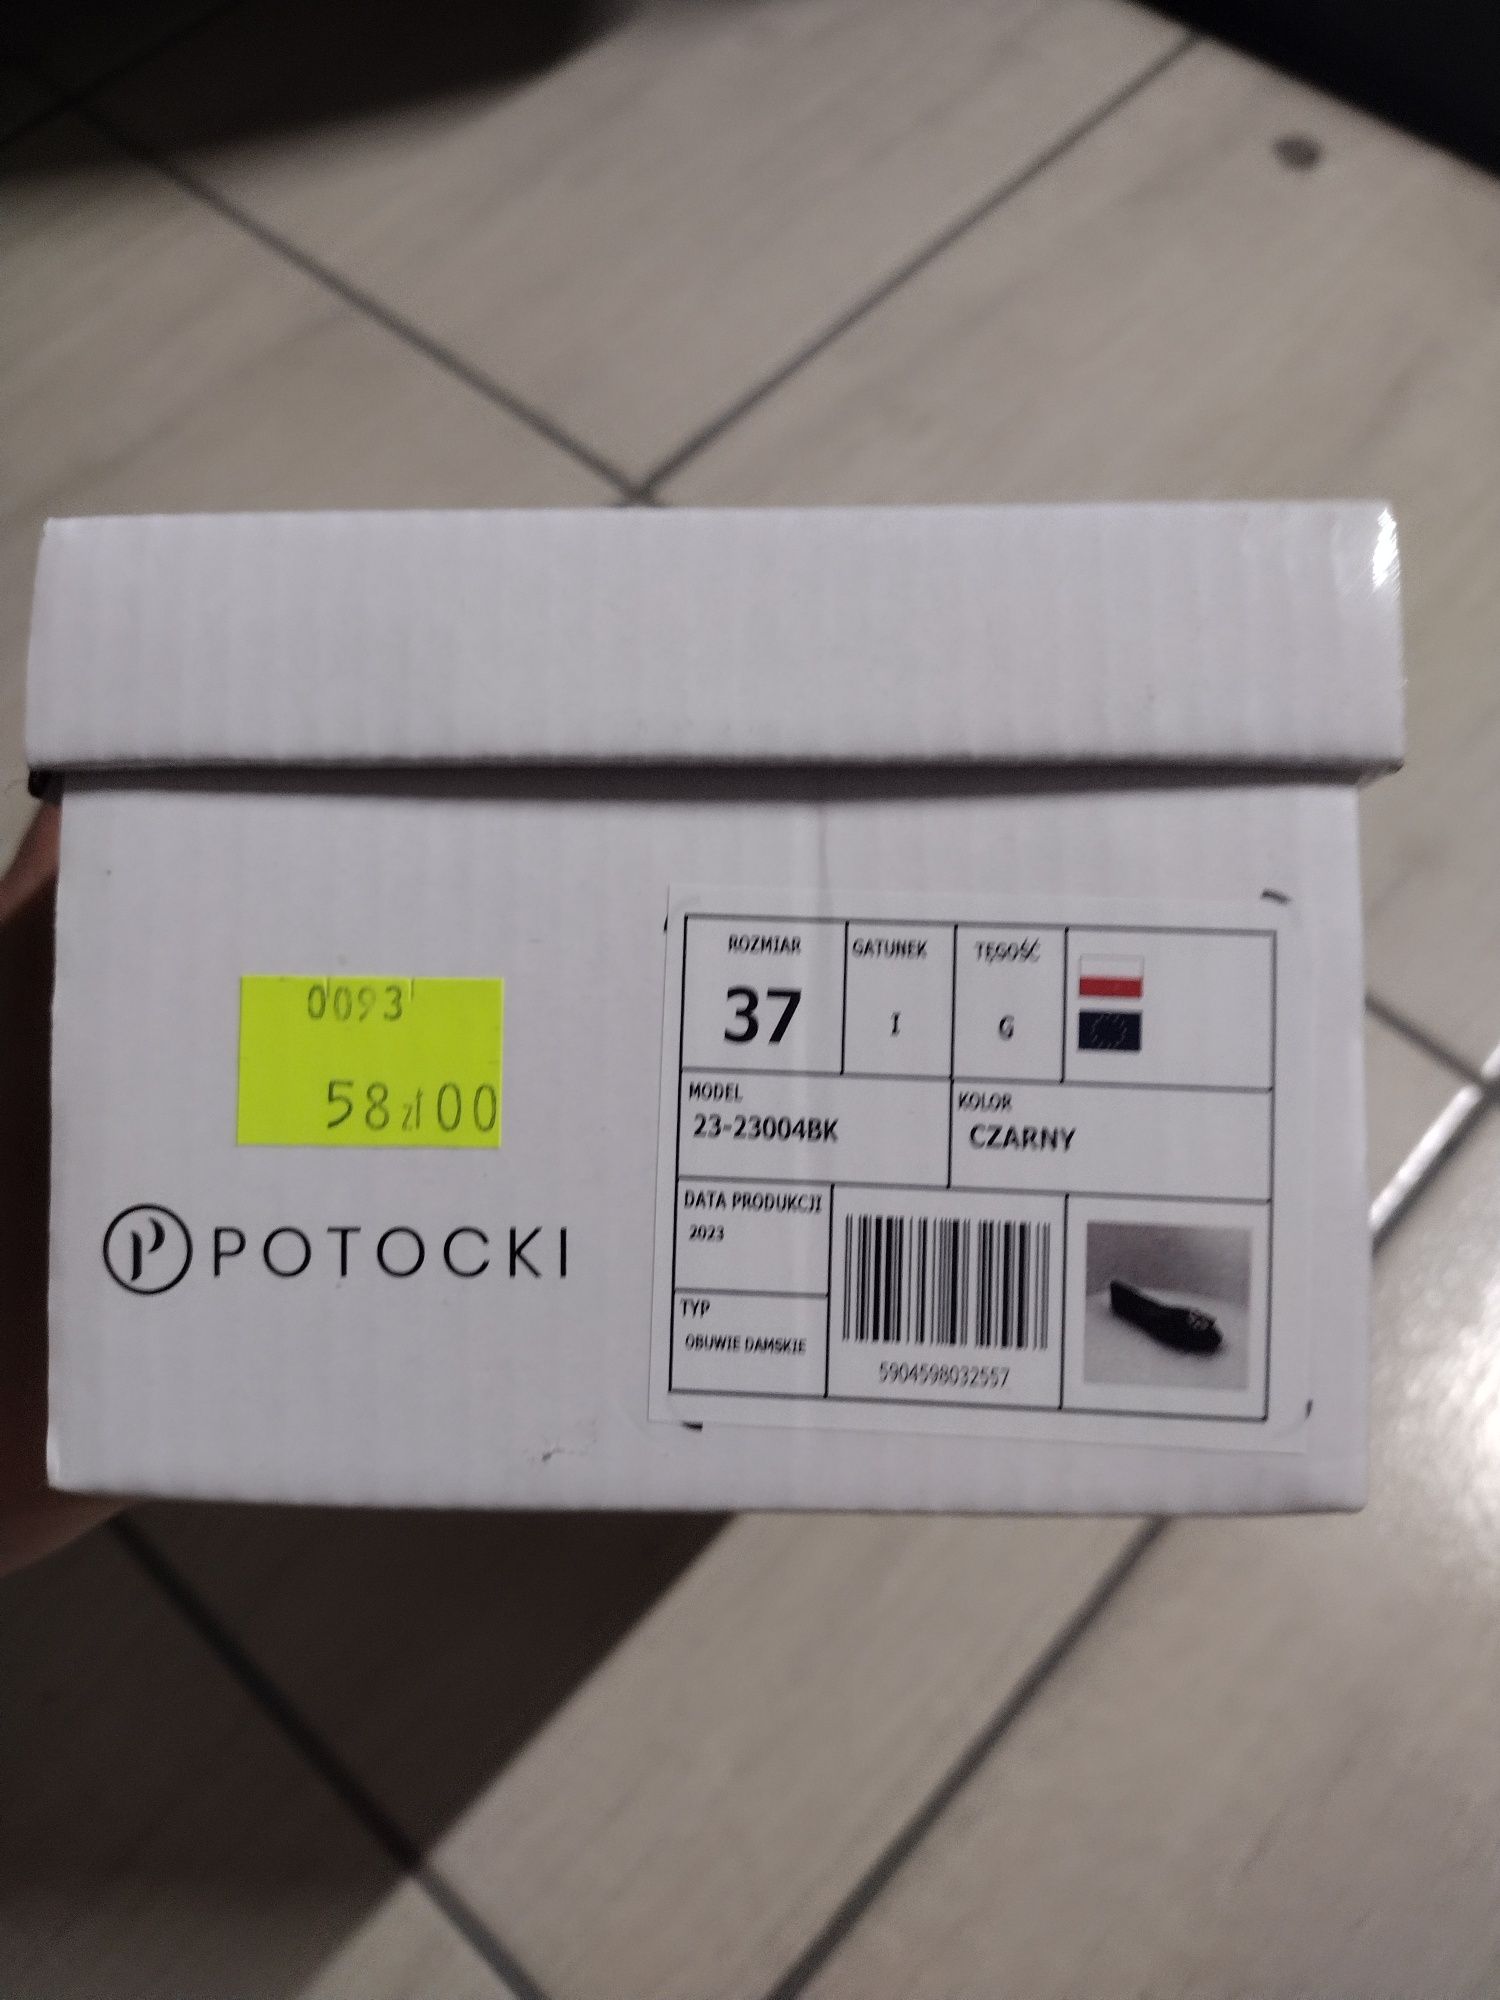 0093
58zł00
POTOCKI
ROZMIAR
37
GATUNEK
I
TĘGOŚĆ
G
MODEL
23-23004BK
KOLOR
CZARNY
DATA PRODUKCJI
2023
TYP
OBUWIE DAMSKIE
5904598032557